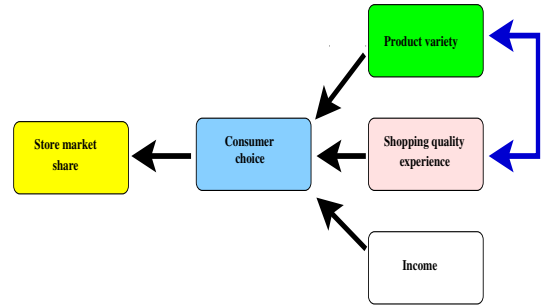 Product variety
Store market
share
Consumer
choice
Shopping quality
experience
Income